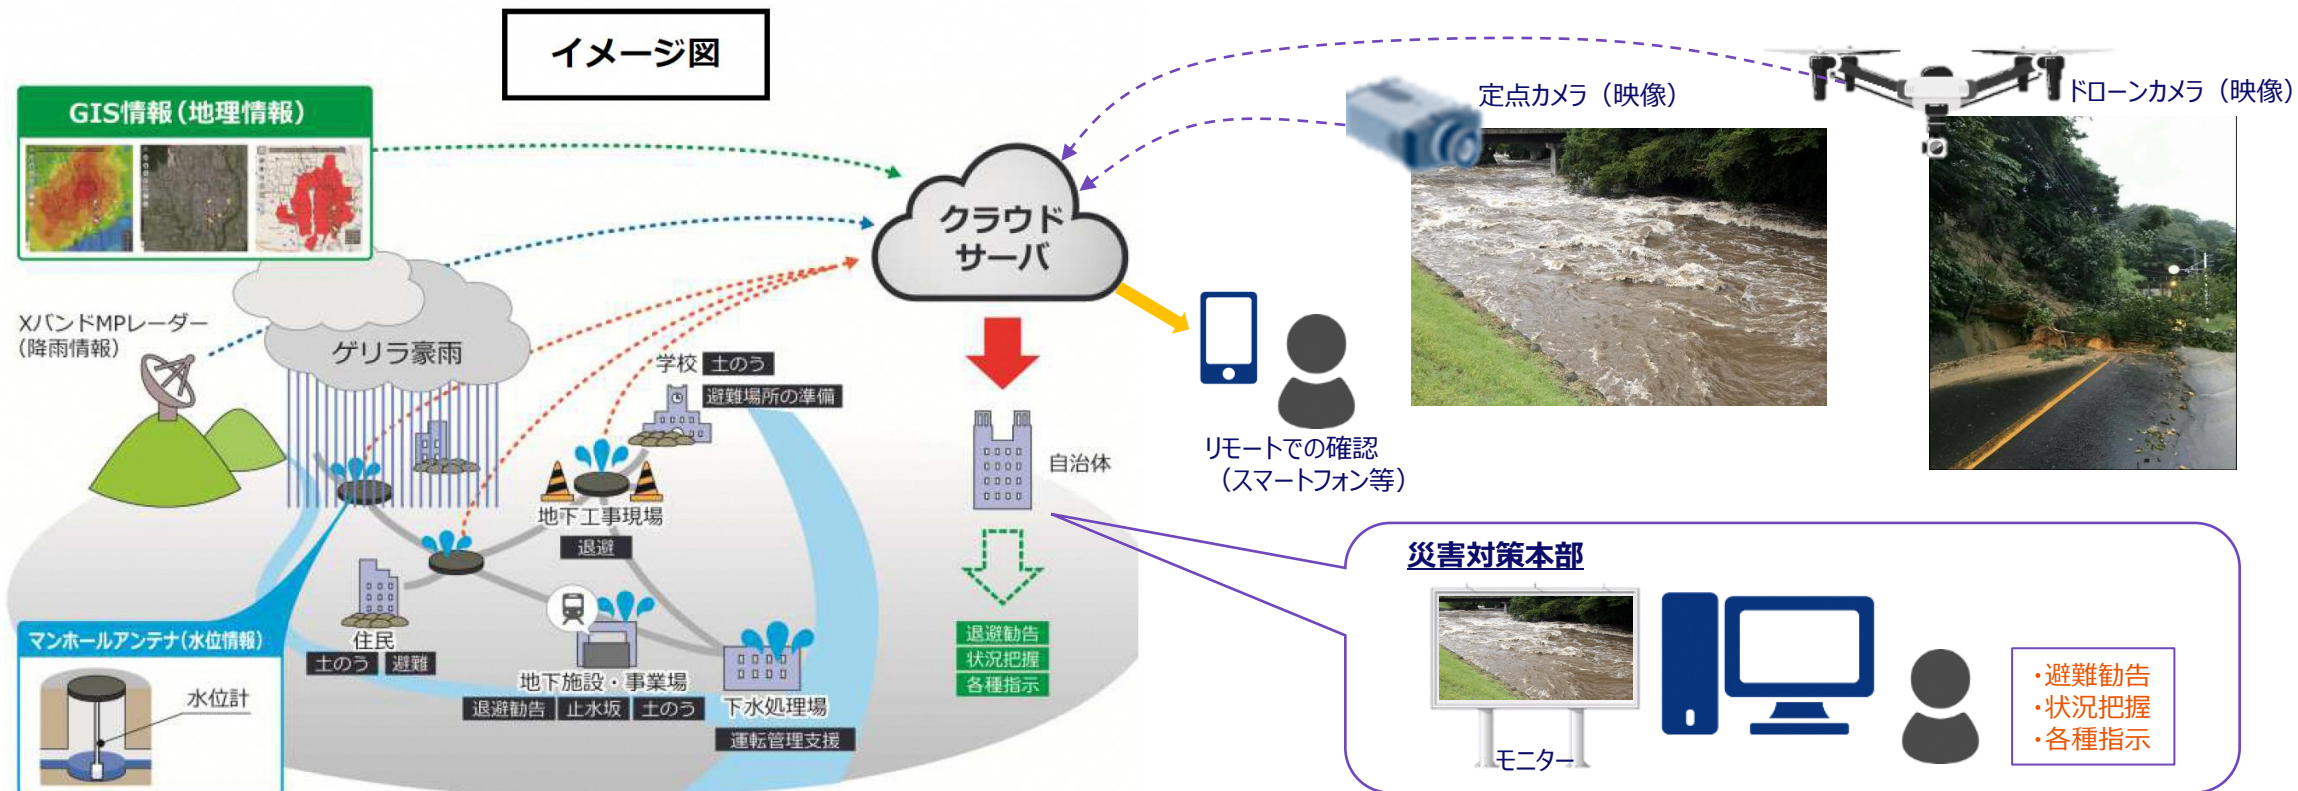 イメージ図
GIS情報(地理情報)
定点カメラ(映像)
ドローンカメラ(映像)
クラウド
サーバ
XバンドMPレーダー
(降雨情報)
ゲリラ豪雨
学校 土のう
避難場所の準備
リモートでの確認
(スマートフォン等)
自治体
地下工事現場
退避
災害対策本部
マンホールアンテナ(水位情報)
水位計
住民
土のう 避難
地下施設・事業場
退避勧告 止水坂 土のう
下水処理場
運転管理支援
退避勧告
状況把握
各種指示
モニター
・避難勧告
・状況把握
・各種指示